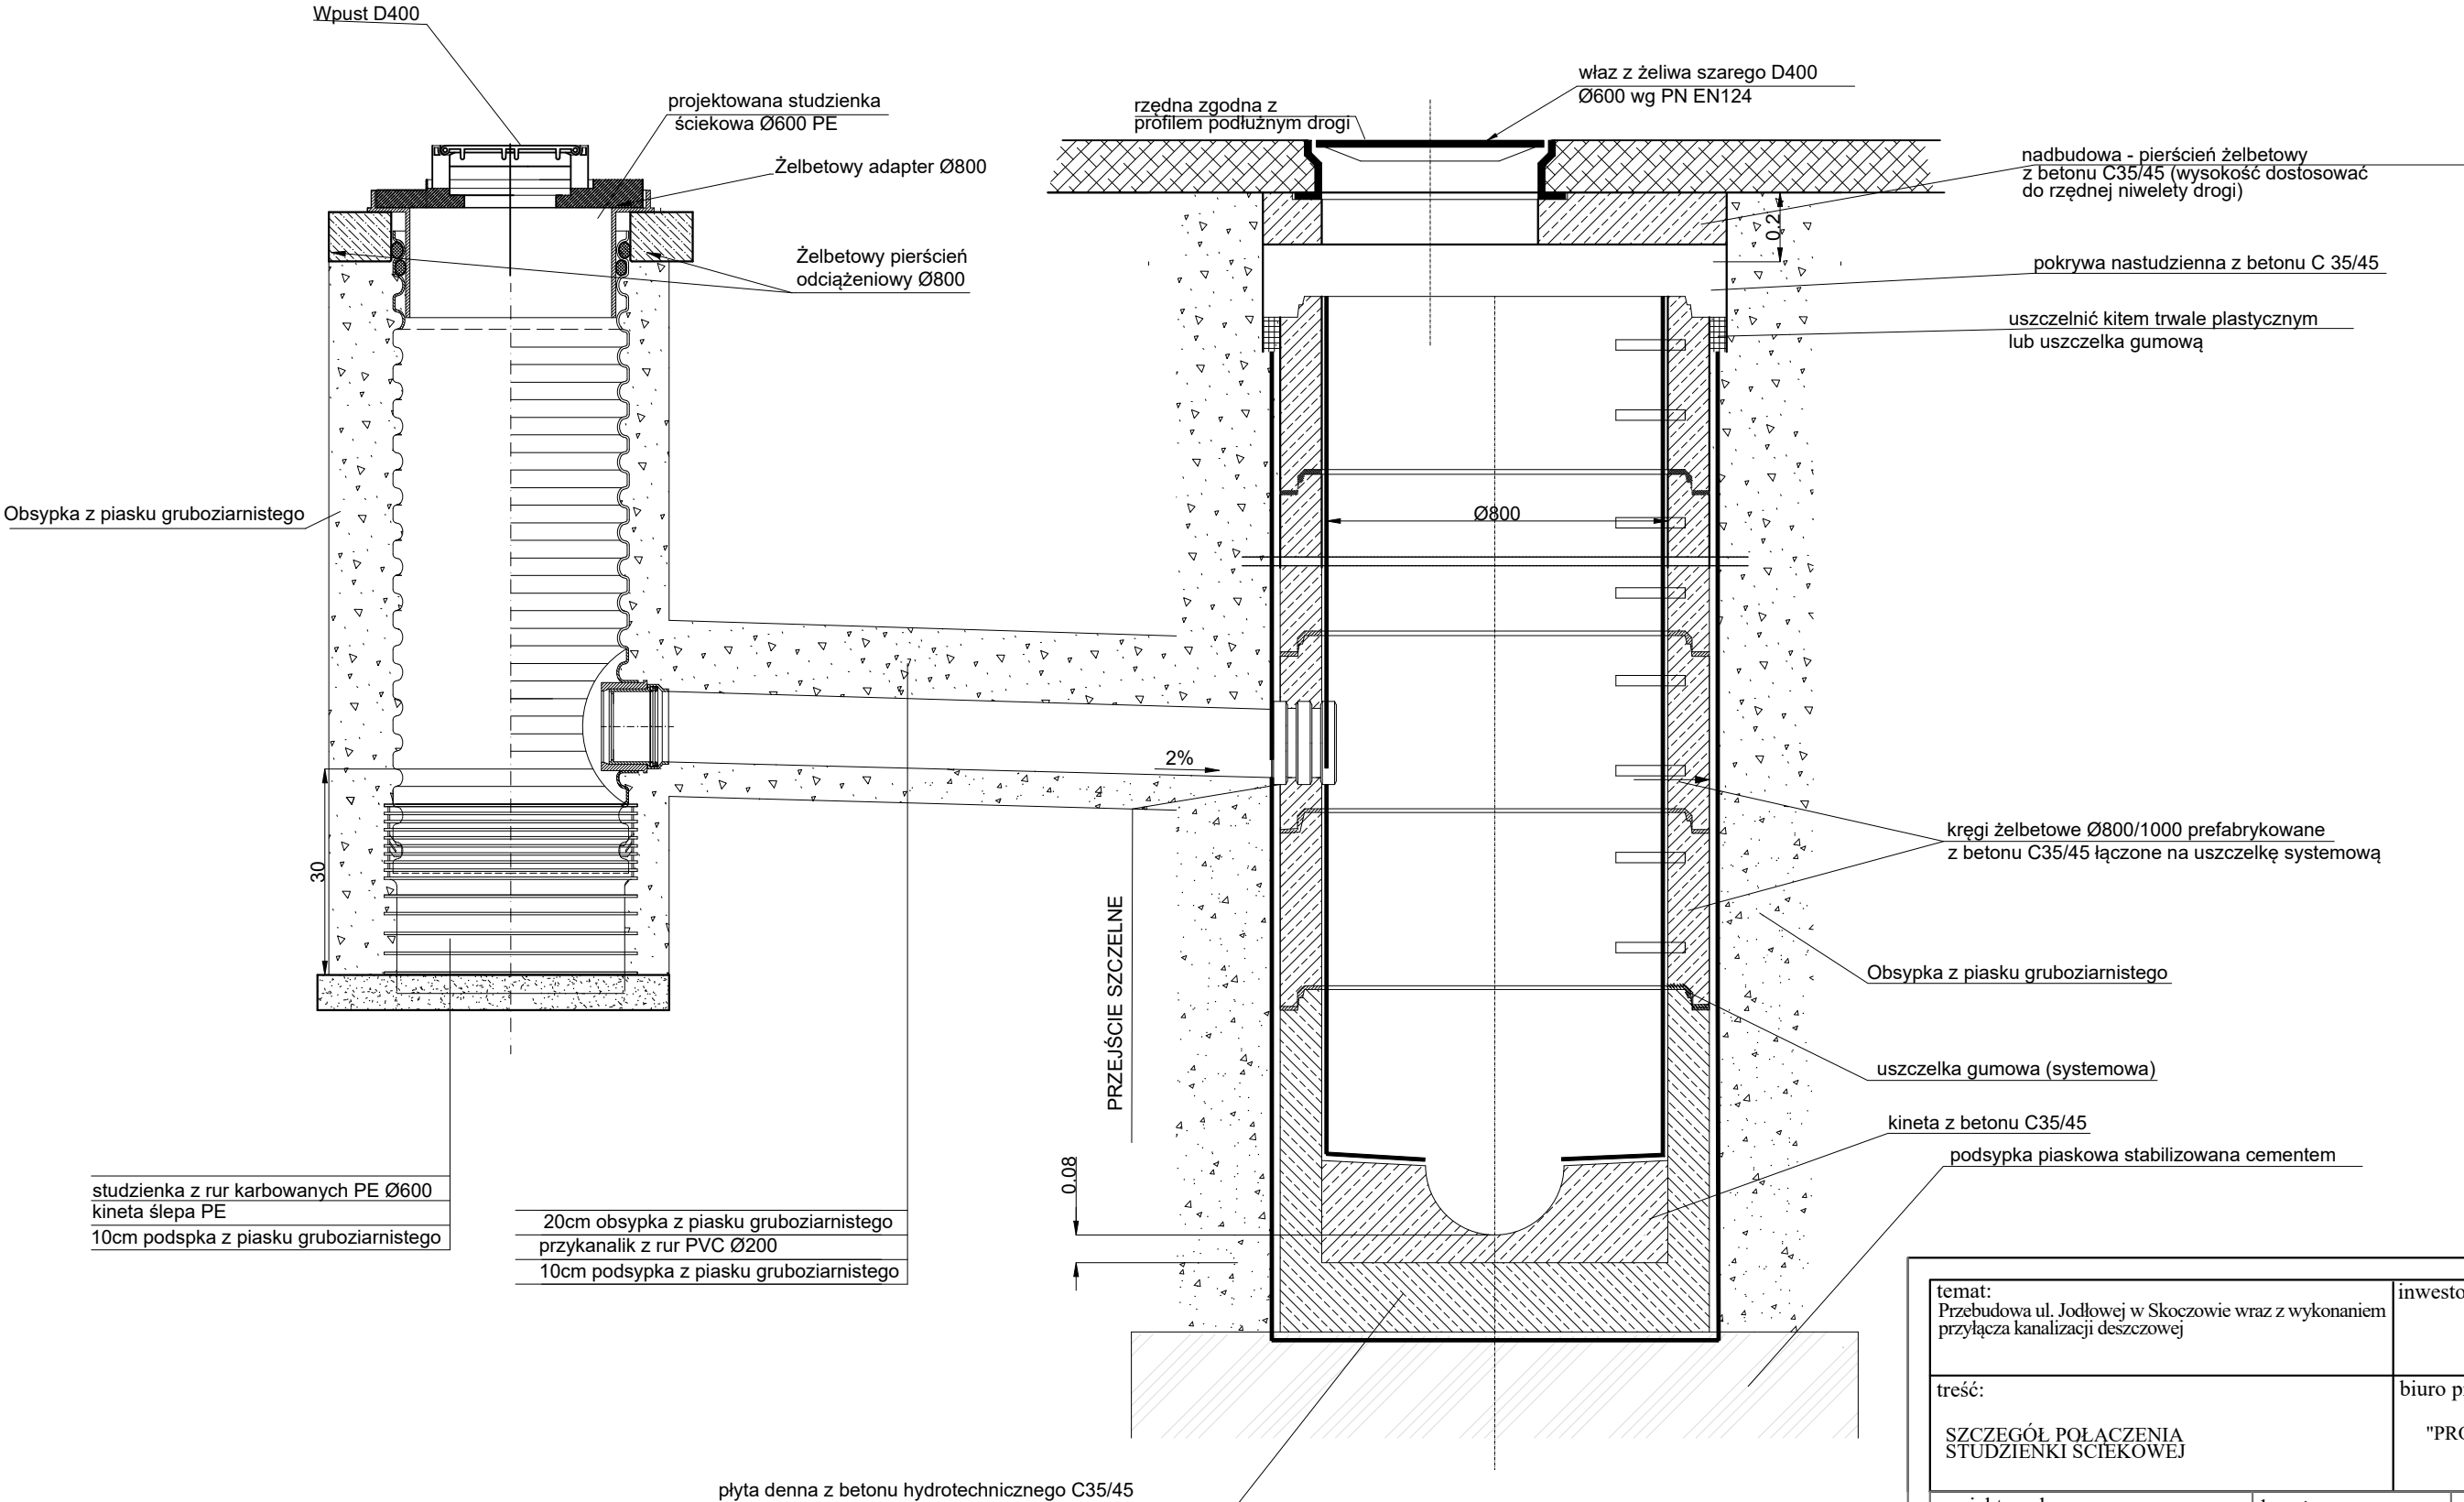 Wpust D400
projektowana studzienka
ściekowa Ø600 PE
Żelbetowy adapter Ø800
Żelbetowy pierścień
odciążeniowy Ø800
Obsypka z piasku gruboziarnistego
30
studzienka z rur karbowanych PE Ø600
kineta ślepa PE
10cm podspka z piasku gruboziarnistego
20cm obsypka z piasku gruboziarnistego
przykanalik z rur PVC Ø200
10cm podsypka z piasku gruboziarnistego
2%
PRZEJŚCIE SZCZELNE
0.08
rzędna zgodna z
profilem podłużnym drogi
właz z żeliwa szarego D400
Ø600 wg PN EN124
nadbudowa - pierścień żelbetowy
z betonu C35/45 (wysokość dostosować
do rzędnej niwelety drogi)
0.2
pokrywa nastudzienna z betonu C 35/45
uszczelnić kitem trwale plastycznym
lub uszczelka gumową
Ø800
kręgi żelbetowe Ø800/1000 prefabrykowane
z betonu C35/45 łączone na uszczelkę systemową
Obsypka z piasku gruboziarnistego
uszczelka gumowa (systemowa)
kineta z betonu C35/45
podsypka piaskowa stabilizowana cementem
płyta denna z betonu hydrotechnicznego C35/45
temat:
Przebudowa ul. Jodłowej w Skoczowie wraz z wykonaniem
przyłącza kanalizacji deszczowej
inwesto
treść:
SZCZEGÓŁ POŁĄCZENIA
STUDZIENKI ŚCIEKOWEJ
biuro p
"PRO